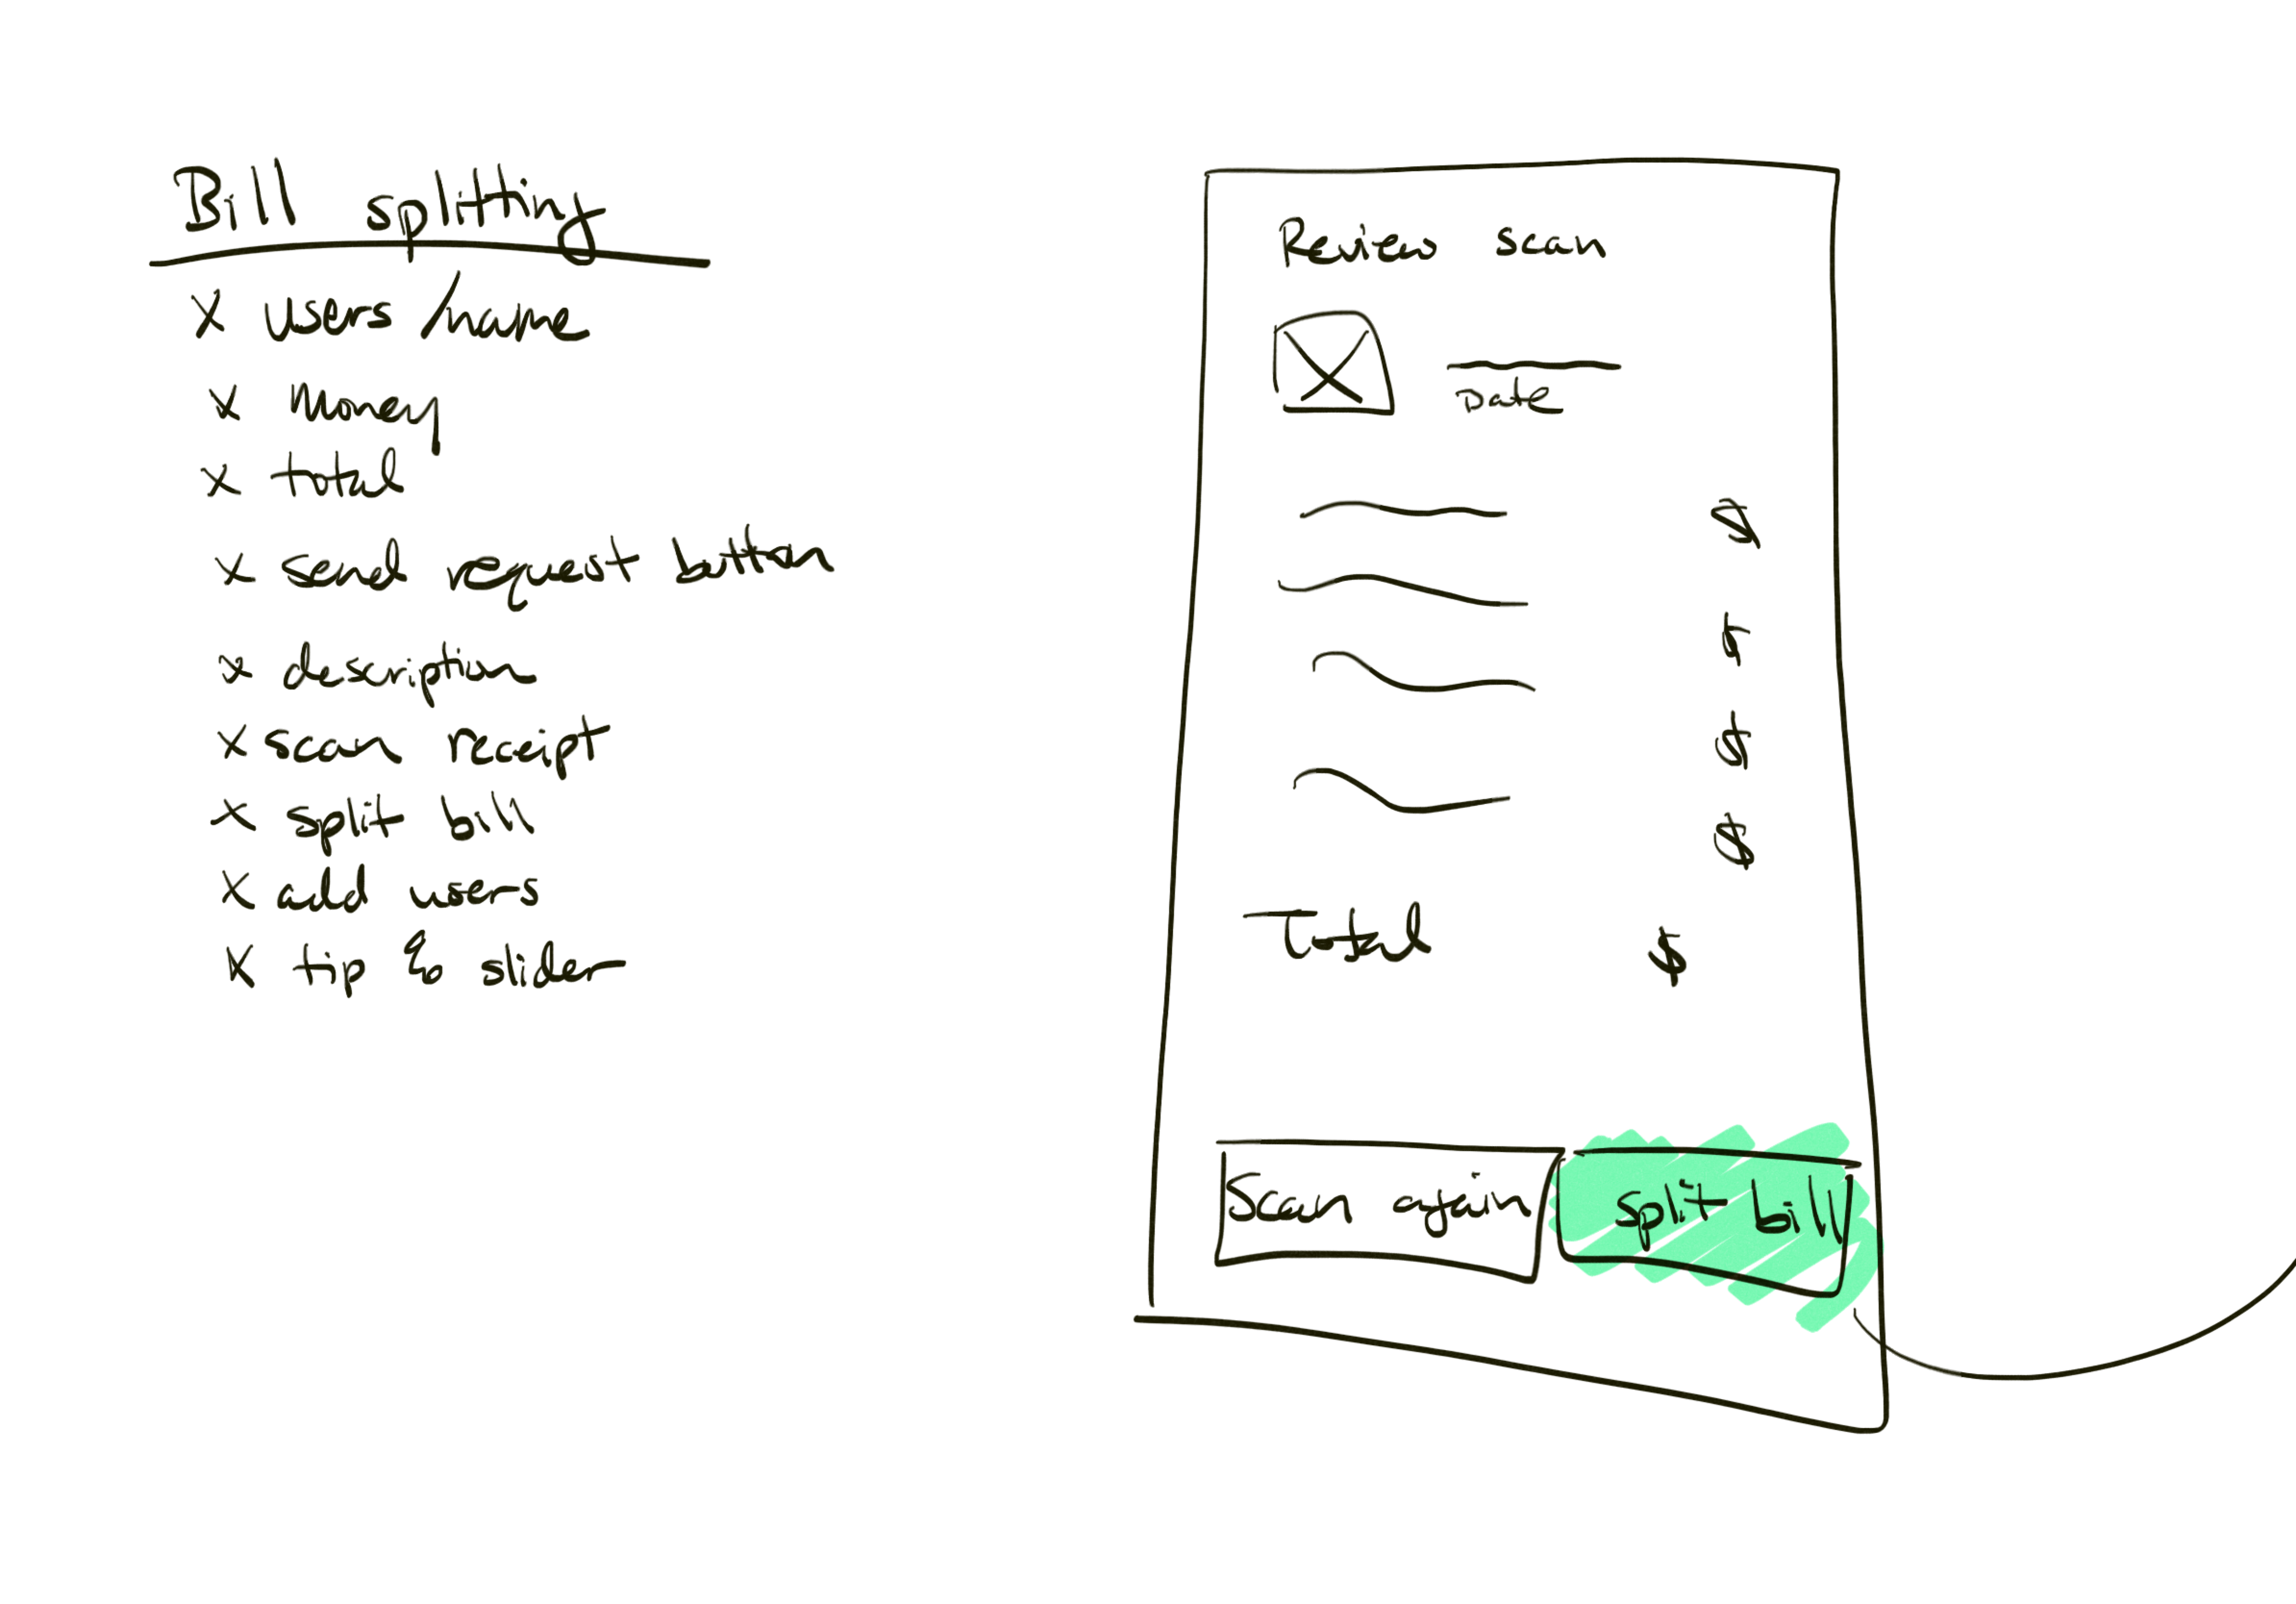 Bill splitting
x users/name
x money
x total
x send request button
x description
x scan receipt
x split bill
x add users
x tip % slider
Review scan
Date
$
$
$
$
Total $
Scan again
split bill